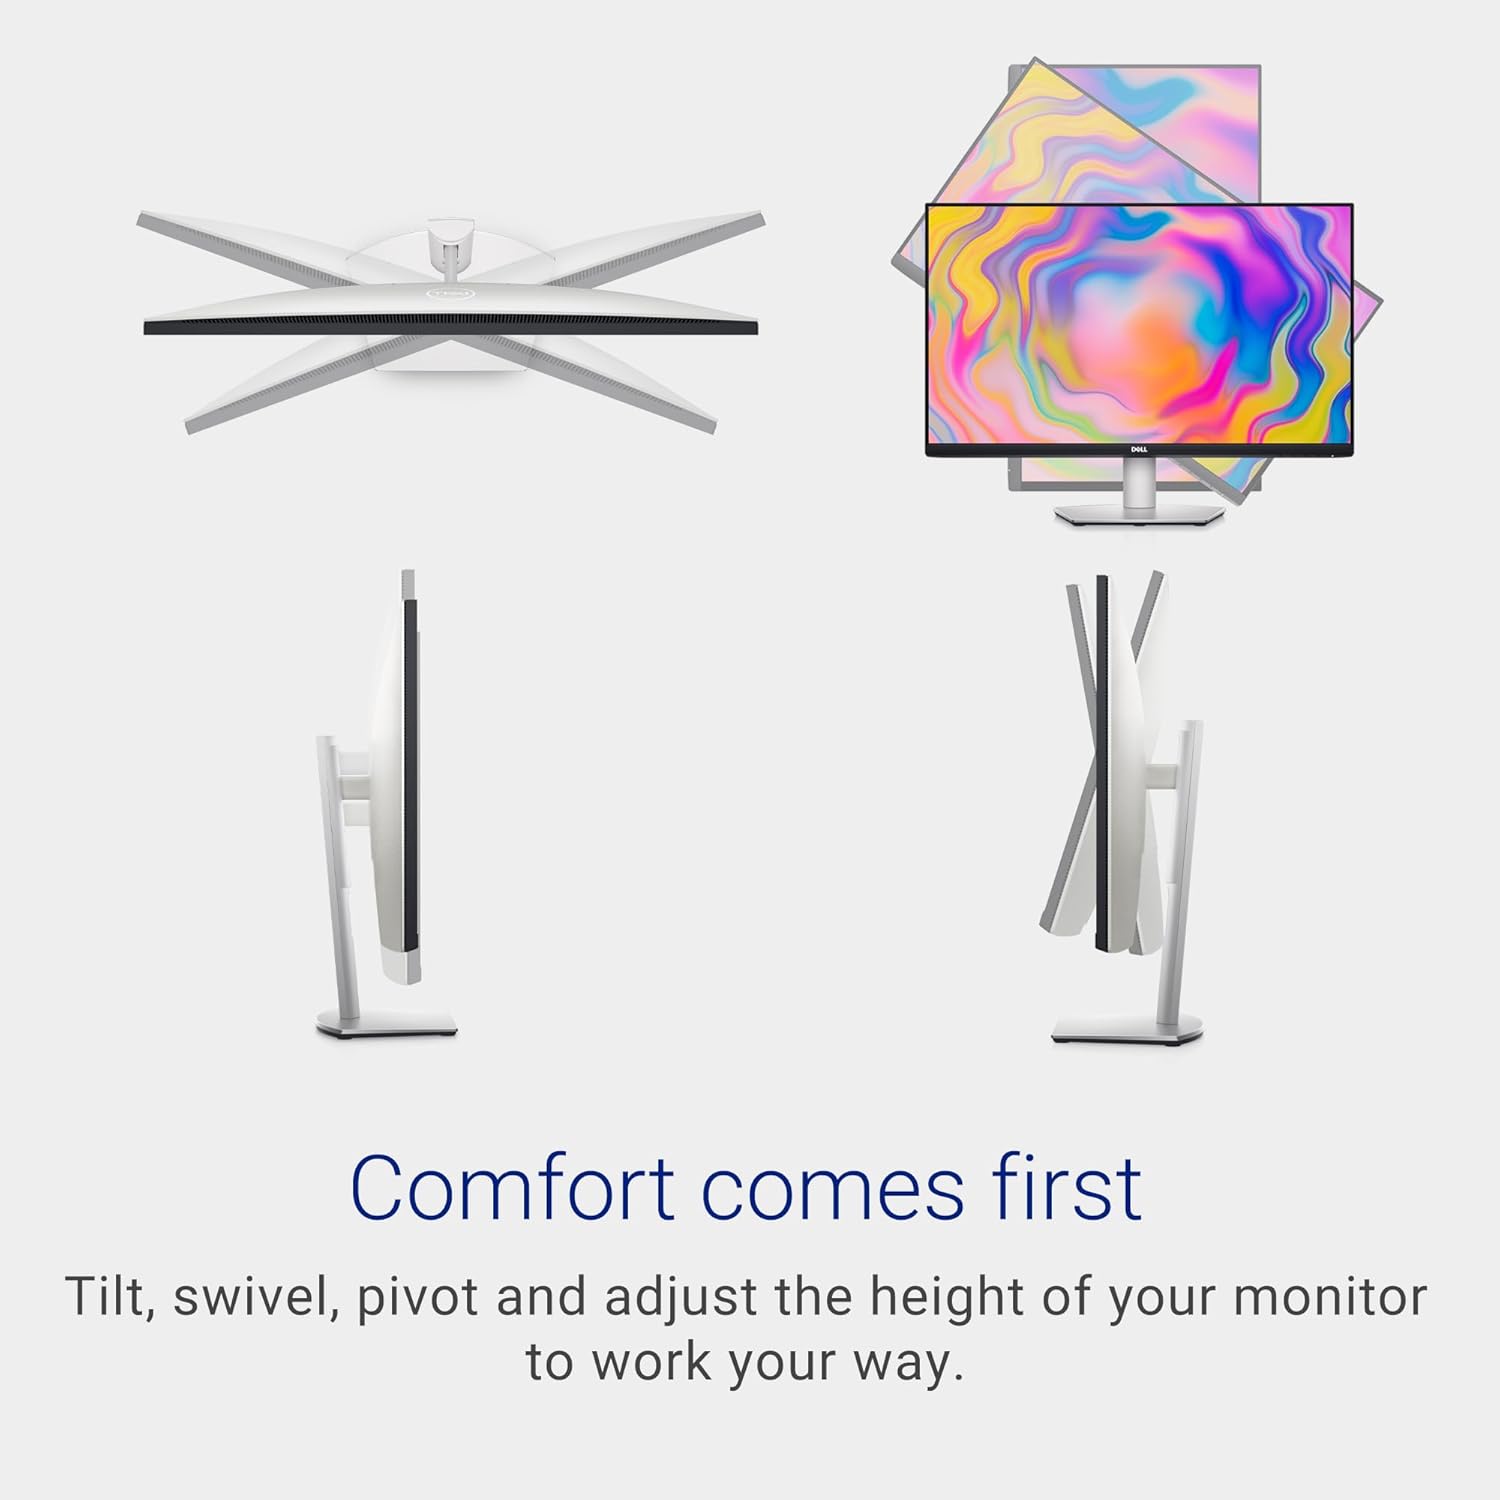 DELL
DELL
Comfort comes first
Tilt, swivel, pivot and adjust the height of your monitor
to work your way.